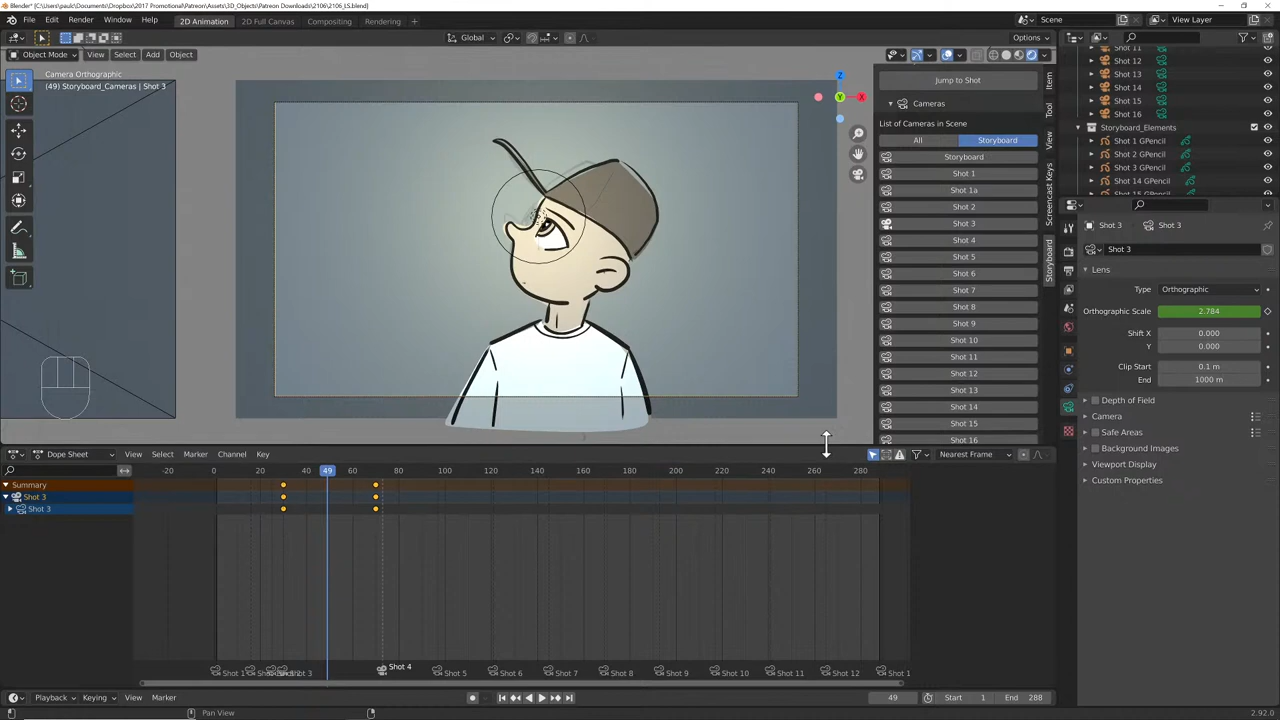 Blender* [C:\Users\paulc\Documents\Dropbox\2017 Promotional\Patreon\Assets\3D_Objects\Patreon Downloads\2106\2106_LS.blend]
File Edit Render Window Help 2D Animation 2D Full Canvas Compositing Rendering + Scene View Layer
Global Options
Object Mode View Select Add Object
Camera Orthographic
(49) Storyboard_Cameras | Shot 3
Z
Y
X
Jump to Shot
Cameras
List of Cameras in Scene
All Storyboard
Storyboard
Shot 1
Shot 1a
Shot 2
Shot 3
Shot 4
Shot 5
Shot 6
Shot 7
Shot 8
Shot 9
Shot 10
Shot 11
Shot 12
Shot 13
Shot 14
Shot 15
Shot 16
Item
Tool
View
Screencast Keys
Storyboard
Shot 11
Shot 12
Shot 13
Shot 14
Shot 15
Shot 16
Storyboard_Elements
Shot 1 GPencil
Shot 2 GPencil
Shot 3 GPencil
Shot 14 GPencil
Shot 15 GPencil
Shot 3 Shot 3
Shot 3
Lens
Type Orthographic
Orthographic Scale 2.784
Shift X 0.000
Y 0.000
Clip Start 0.1 m
End 1000 m
Depth of Field
Camera
Safe Areas
Background Images
Viewport Display
Custom Properties
Dope Sheet View Select Marker Channel Key Nearest Frame
-20 0 20 40 49 60 80 100 120 140 160 180 200 220 240 260 280
Summary
Shot 3
Shot 3
Shot 1 Shot 3 Shot 4 Shot 5 Shot 6 Shot 7 Shot 8 Shot 9 Shot 10 Shot 11 Shot 12 Shot 1
Playback Keying View Marker 49 Start 1 End 288
Pan View 2.92.0